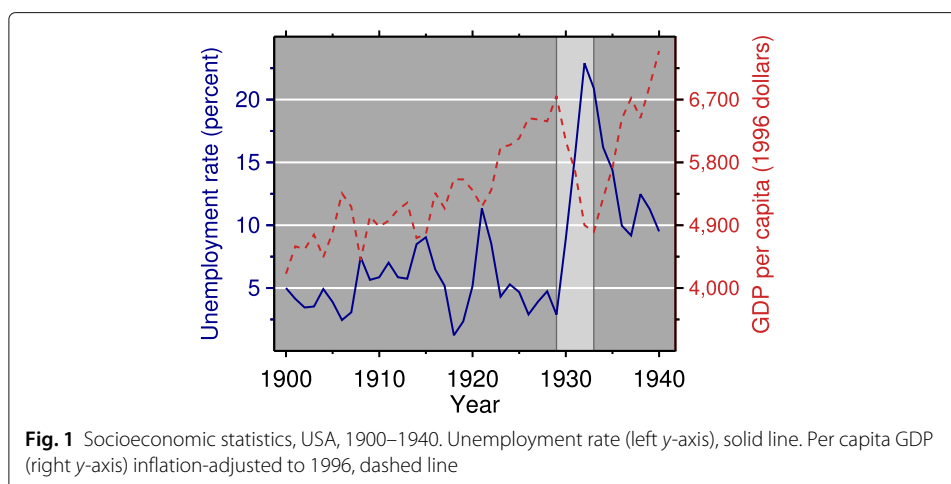 Unemployment rate (percent)
20
15
10
5
6,700
5,800
4,900
4,000
GDP per capita (1996 dollars)
1900 1910 1920 1930 1940
Year
Fig. 1 Socioeconomic statistics, USA, 1900–1940. Unemployment rate (left y-axis), solid line. Per capita GDP
(right y-axis) inflation-adjusted to 1996, dashed line